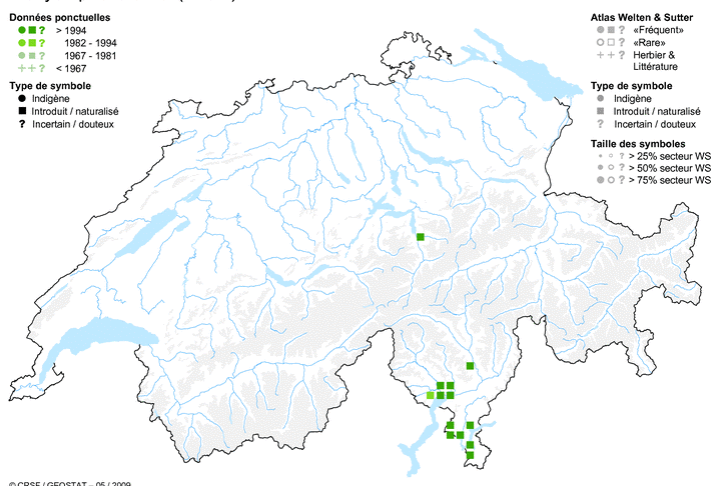 Données ponctuelles
> 1994
? 1982 - 1994
? 1967 - 1981
++? < 1967
Type de symbole
Indigène
Introduit / naturalisé
? Incertain / douteux
Atlas Welten & Sutter
? «Fréquent»
? «Rare»
++? Herbier &
Littérature
Type de symbole
Indigène
Introduit / naturalisé
? Incertain / douteux
Taille des symboles
? > 25% secteur WS
? > 50% secteur WS
? > 75% secteur WS
© CRSF / GEOSTAT – 05 / 2009